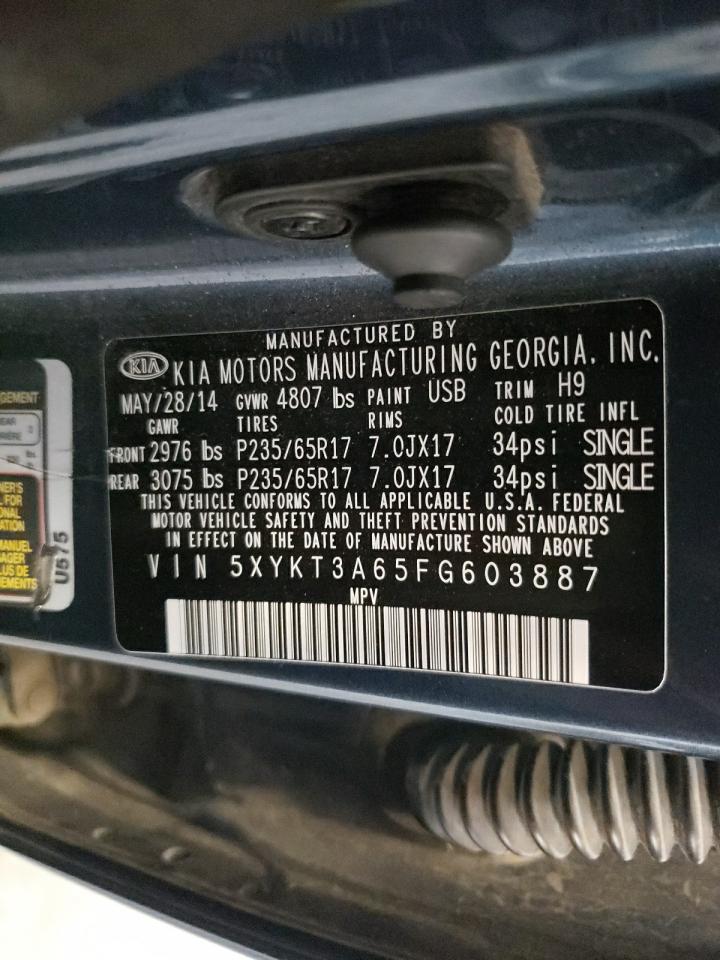 MANUFACTURED BY
KIA KIA MOTORS MANUFACTURING GEORGIA, INC.
MAY/28/14 GVWR 4807 lbs PAINT USB TRIM H9
GAWR TIRES RIMS COLD TIRE INFL
FRONT 2976 lbs P235/65R17 7.0JX17 34psi SINGLE
REAR 3075 lbs P235/65R17 7.0JX17 34psi SINGLE
THIS VEHICLE CONFORMS TO ALL APPLICABLE U.S.A. FEDERAL
MOTOR VEHICLE SAFETY AND THEFT PREVENTION STANDARDS
IN EFFECT ON THE DATE OF MANUFACTURE SHOWN ABOVE
VIN 5XYKT3A65FG603887
MPV
U575